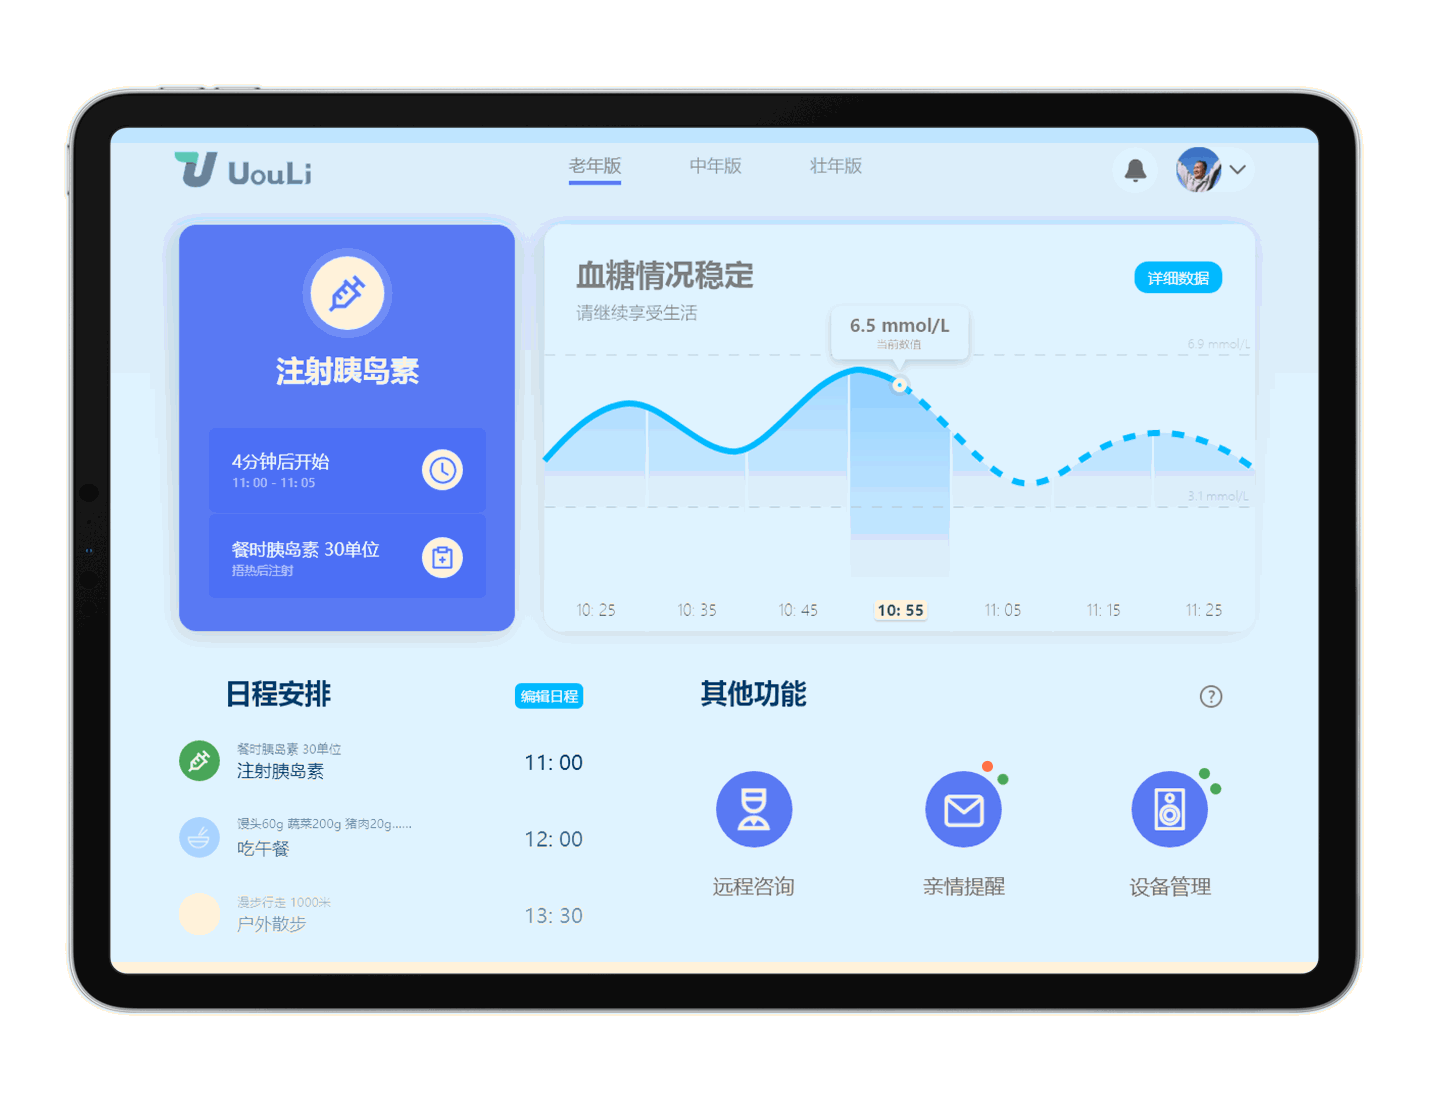 UouLi
老年版
中年版
壮年版
注射胰岛素
4分钟后开始
11: 00 - 11: 05
餐时胰岛素 30单位
捂热后注射
血糖情况稳定
请继续享受生活
详细数据
6.5 mmol/L
当前数值
6.9 mmol/L
3.1 mmol/L
10: 25
10: 35
10: 45
10: 55
11: 05
11: 15
11: 25
日程安排
编辑日程
餐时胰岛素 30单位
注射胰岛素
11: 00
馒头60g 蔬菜200g 猪肉20g......
吃午餐
12: 00
漫步行走 1000米
户外散步
13: 30
其他功能
?
远程咨询
亲情提醒
设备管理